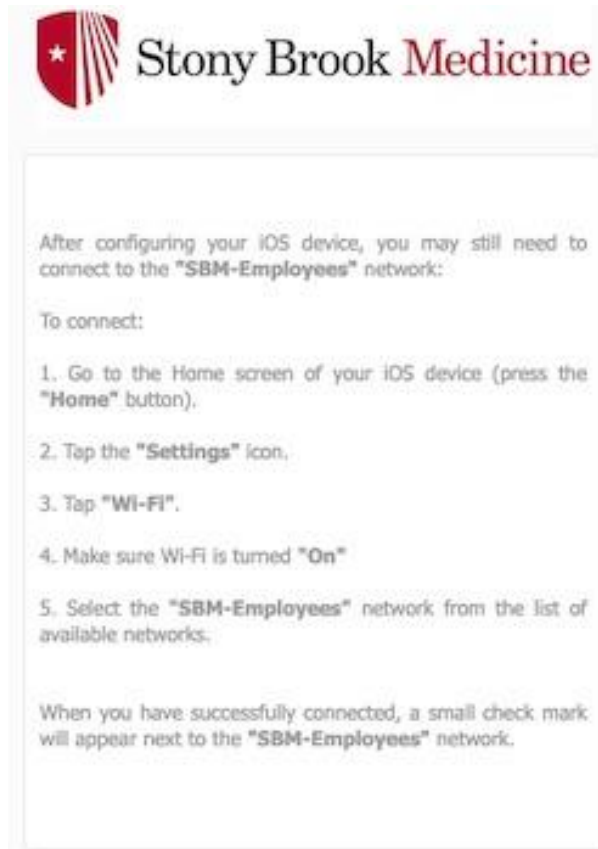 Stony Brook Medicine
After configuring your iOS device, you may still need to
connect to the "SBM-Employees" network:
To connect:
1. Go to the Home screen of your iOS device (press the
"Home" button).
2. Tap the "Settings" icon.
3. Tap "Wi-Fi".
4. Make sure Wi-Fi is turned "On"
5. Select the "SBM-Employees" network from the list of
available networks.
When you have successfully connected, a small check mark
will appear next to the "SBM-Employees" network.